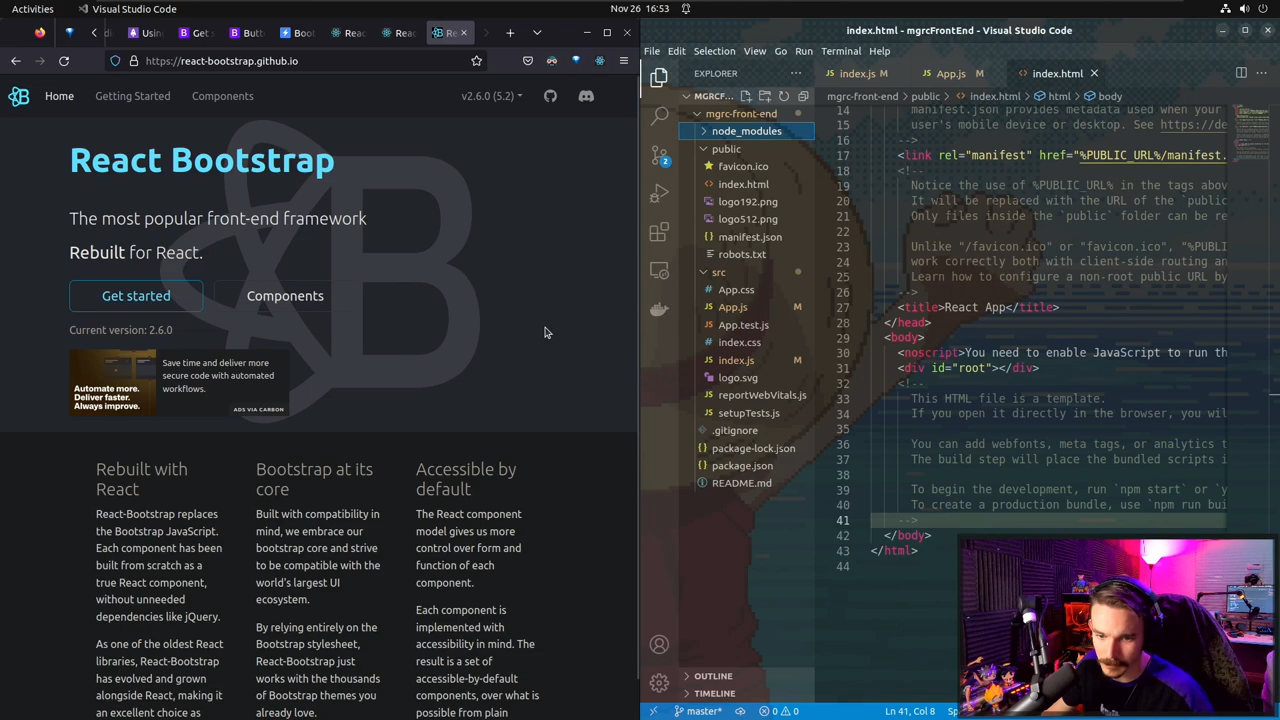 Activities
Visual Studio Code
Nov 26 16:53
Using
Get s
Butt
Boot
Reac
Reac
Re
https://react-bootstrap.github.io
Home
Getting Started
Components
v2.6.0 (5.2)
React Bootstrap
The most popular front-end framework
Rebuilt for React.
Get started
Components
Current version: 2.6.0
Automate more.
Deliver faster.
Always improve.
Save time and deliver more
secure code with automated
workflows.
ADS VIA CARBON
Rebuilt with
React
React-Bootstrap replaces
the Bootstrap JavaScript.
Each component has been
built from scratch as a
true React component,
without unneeded
dependencies like jQuery.
As one of the oldest React
libraries, React-Bootstrap
has evolved and grown
alongside React, making it
an excellent choice as
Bootstrap at its
core
Built with compatibility in
mind, we embrace our
bootstrap core and strive
to be compatible with the
world's largest UI
ecosystem.
By relying entirely on the
Bootstrap stylesheet,
React-Bootstrap just
works with the thousands
of Bootstrap themes you
already love.
Accessible by
default
The React component
model gives us more
control over form and
function of each
component.
Each component is
implemented with
accessibility in mind. The
result is a set of
accessible-by-default
components, over what is
possible from plain
index.html - mgrcFrontEnd - Visual Studio Code
File Edit Selection View Go Run Terminal Help
EXPLORER
MGRCF...
mgrc-front-end
node_modules
public
favicon.ico
index.html
logo192.png
logo512.png
manifest.json
robots.txt
src
App.css
App.js M
App.test.js
index.css
index.js M
logo.svg
reportWebVitals.js
setupTests.js
.gitignore
package-lock.json
package.json
README.md
OUTLINE
TIMELINE
2
index.js M
App.js M
index.html
mgrc-front-end > public > index.html > html > body
14 manifest.json provides metadata used when your
15 user's mobile device or desktop. See https://de
16 -->
17 <link rel="manifest" href="%PUBLIC_URL%/manifest.
18 <!--
19 Notice the use of %PUBLIC_URL% in the tags abov
20 It will be replaced with the URL of the `public
21 Only files inside the `public` folder can be re
22
23 Unlike "/favicon.ico" or "favicon.ico", "%PUBLI
24 work correctly both with client-side routing an
25 Learn how to configure a non-root public URL by
26 -->
27 <title>React App</title>
28 </head>
29 <body>
30 <noscript>You need to enable JavaScript to run th
31 <div id="root"></div>
32 <!--
33 This HTML file is a template.
34 If you open it directly in the browser, you wil
35
36 You can add webfonts, meta tags, or analytics t
37 The build step will place the bundled scripts i
38
39 To begin the development, run `npm start` or `y
40 To create a production bundle, use `npm run bui
41 -->
42 </body>
43 </html>
44
master*
0 0
Ln 41, Col 8